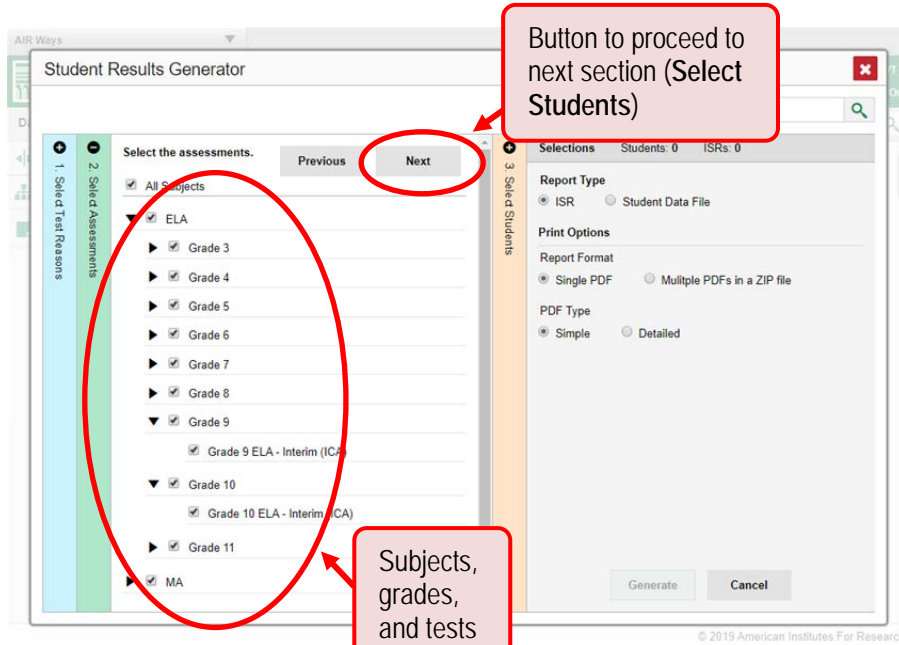 AIR Ways
Student Results Generator
Button to proceed to
next section (Select
Students)
1. Select Test Reasons
2. Select Assessments
Select the assessments.
Previous
Next
All Subjects
ELA
Grade 3
Grade 4
Grade 5
Grade 6
Grade 7
Grade 8
Grade 9
Grade 9 ELA - Interim (ICA)
Grade 10
Grade 10 ELA - Interim (ICA)
Grade 11
MA
Subjects,
grades,
and tests
3. Select Students
Selections Students: 0 ISRs: 0
Report Type
ISR Student Data File
Print Options
Report Format
Single PDF Mulitple PDFs in a ZIP file
PDF Type
Simple Detailed
Generate
Cancel
© 2019 American Institutes For Researc